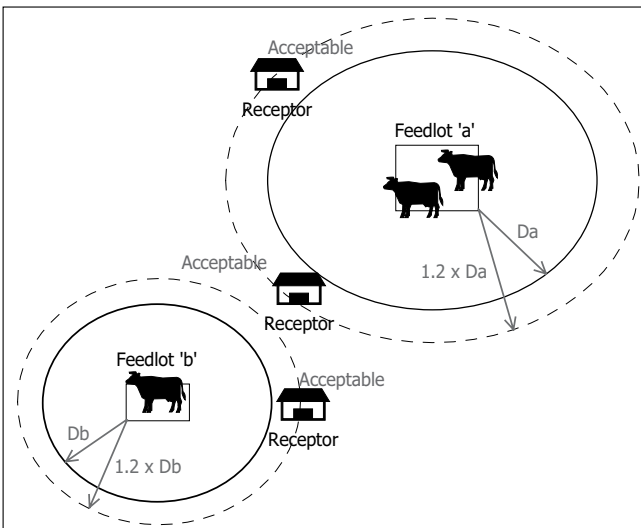 Acceptable
Receptor
Feedlot 'a'
Da
1.2 x Da
Acceptable
Receptor
Feedlot 'b'
Acceptable
Db
Receptor
1.2 x Db